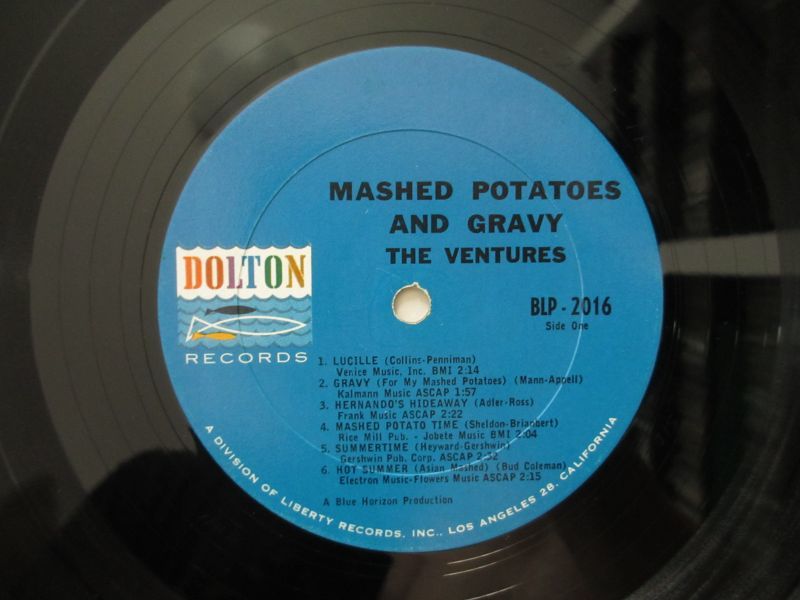 MASHED POTATOES
AND GRAVY
THE VENTURES
DOLTON
RECORDS
BLP - 2016
Side One
1. LUCILLE (Collins-Penniman)
Venice Music, Inc. BMI 2:14
2. GRAVY (For My Mashed Potatoes) (Mann-Appell)
Kalmann Music ASCAP 1:57
3. HERNANDO'S HIDEAWAY (Adler-Ross)
Frank Music ASCAP 2:22
4. MASHED POTATO TIME (Sheldon-Brianbert)
Rice Mill Pub. - Jobete Music BMI 2:04
5. SUMMERTIME (Heyward-Gershwin)
Gershwin Pub. Corp. ASCAP 2:32
6. HOT SUMMER (Asian Mashed) (Bud Coleman)
Electron Music-Flowers Music ASCAP 2:15
A Blue Horizon Production
A DIVISION OF LIBERTY RECORDS, INC., LOS ANGELES 28, CALIFORNIA